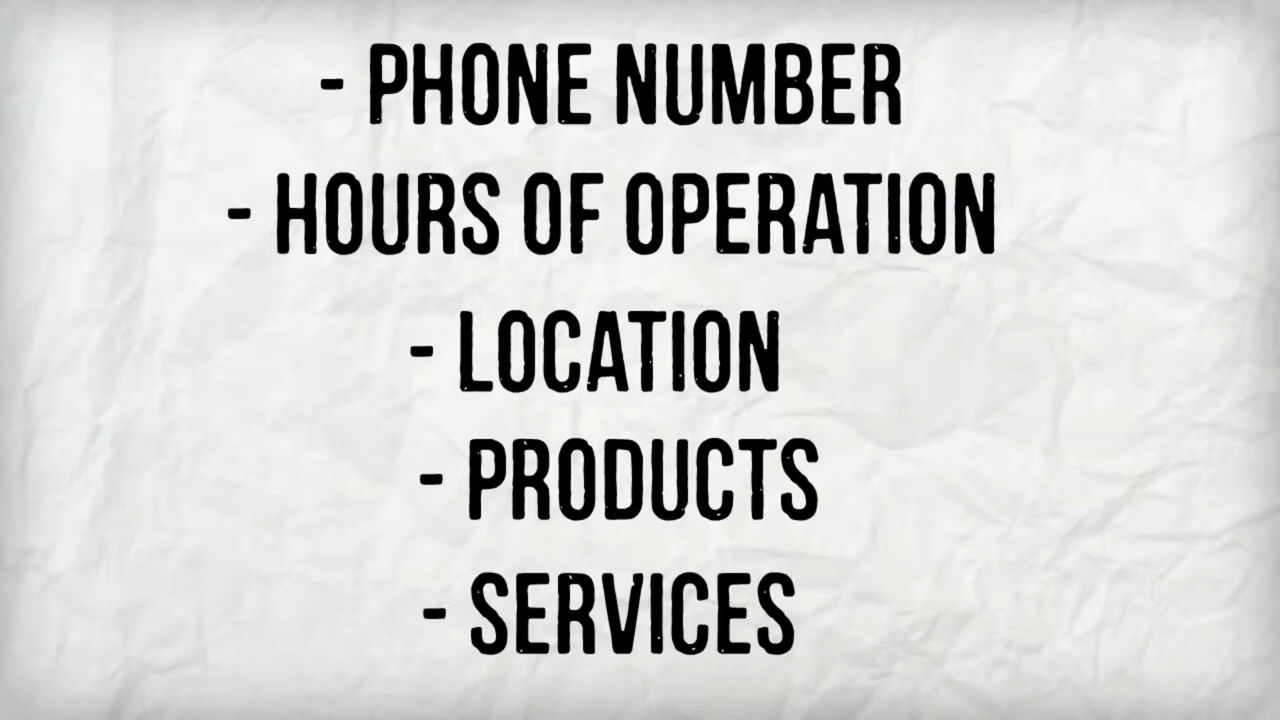 - PHONE NUMBER
- HOURS OF OPERATION
- LOCATION
- PRODUCTS
- SERVICES